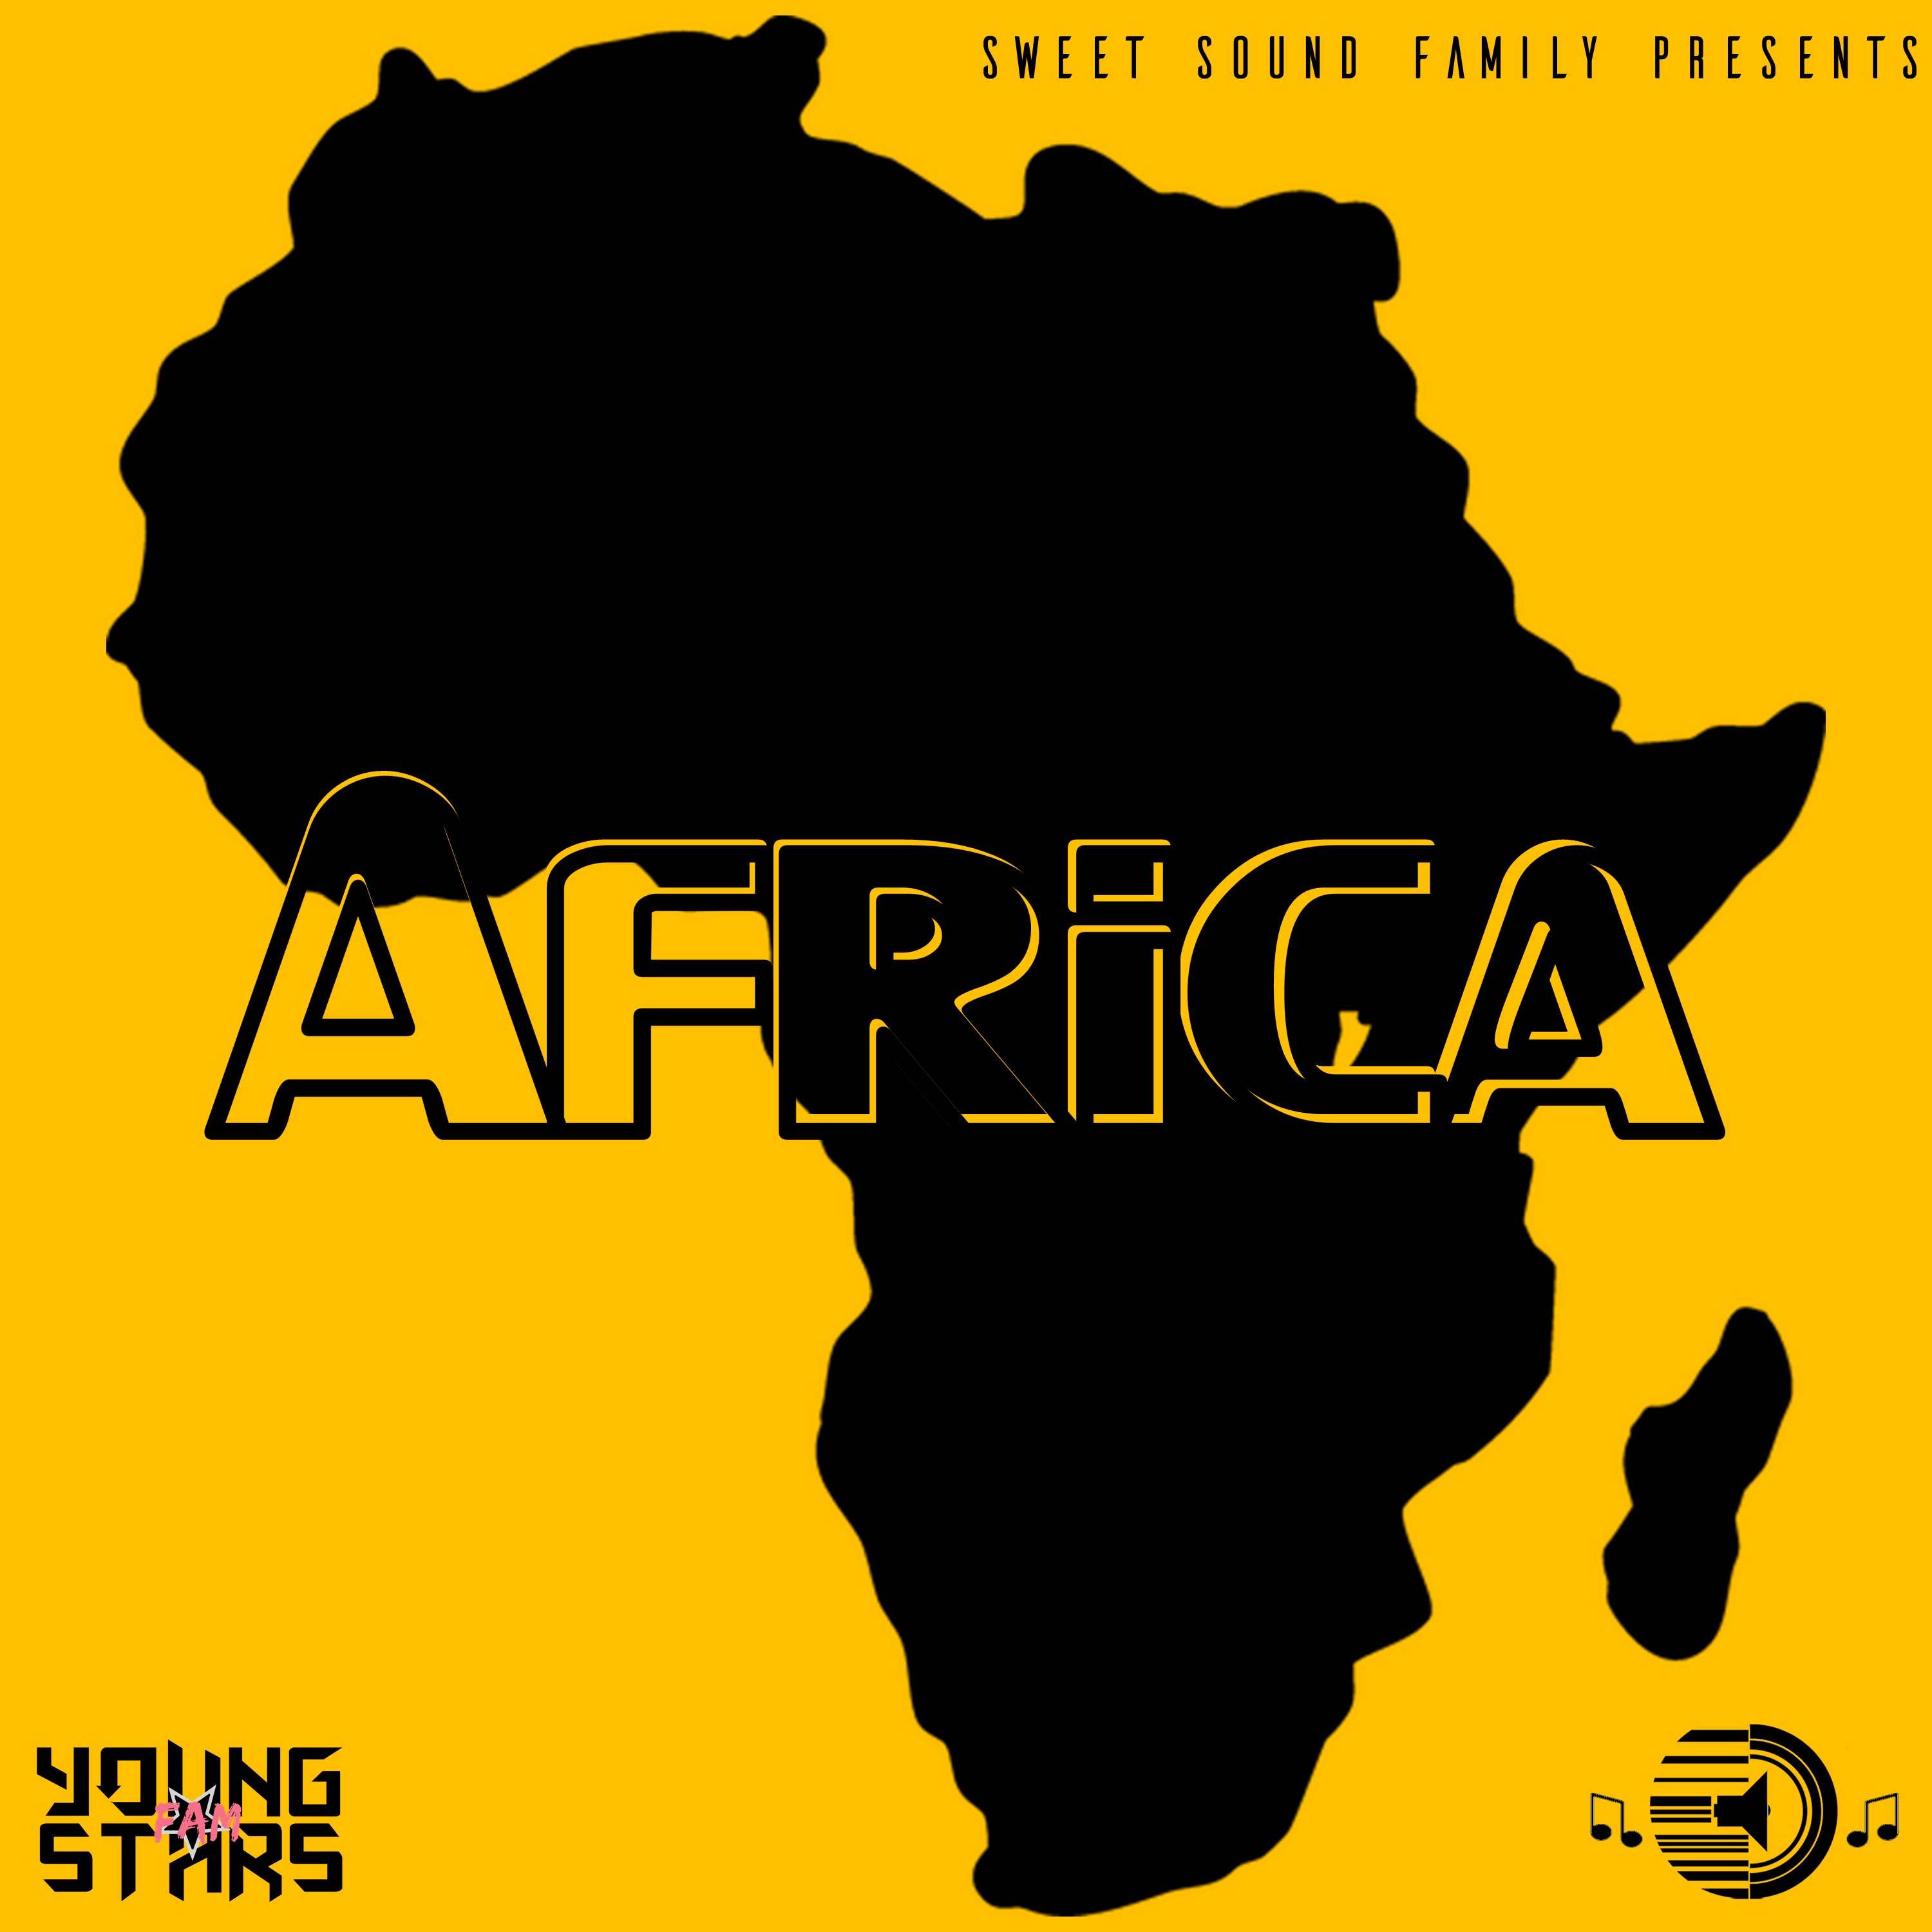 SWEET SOUND FAMILY PRESENTS
AFRiCA
YOUNG
FAM
STARS